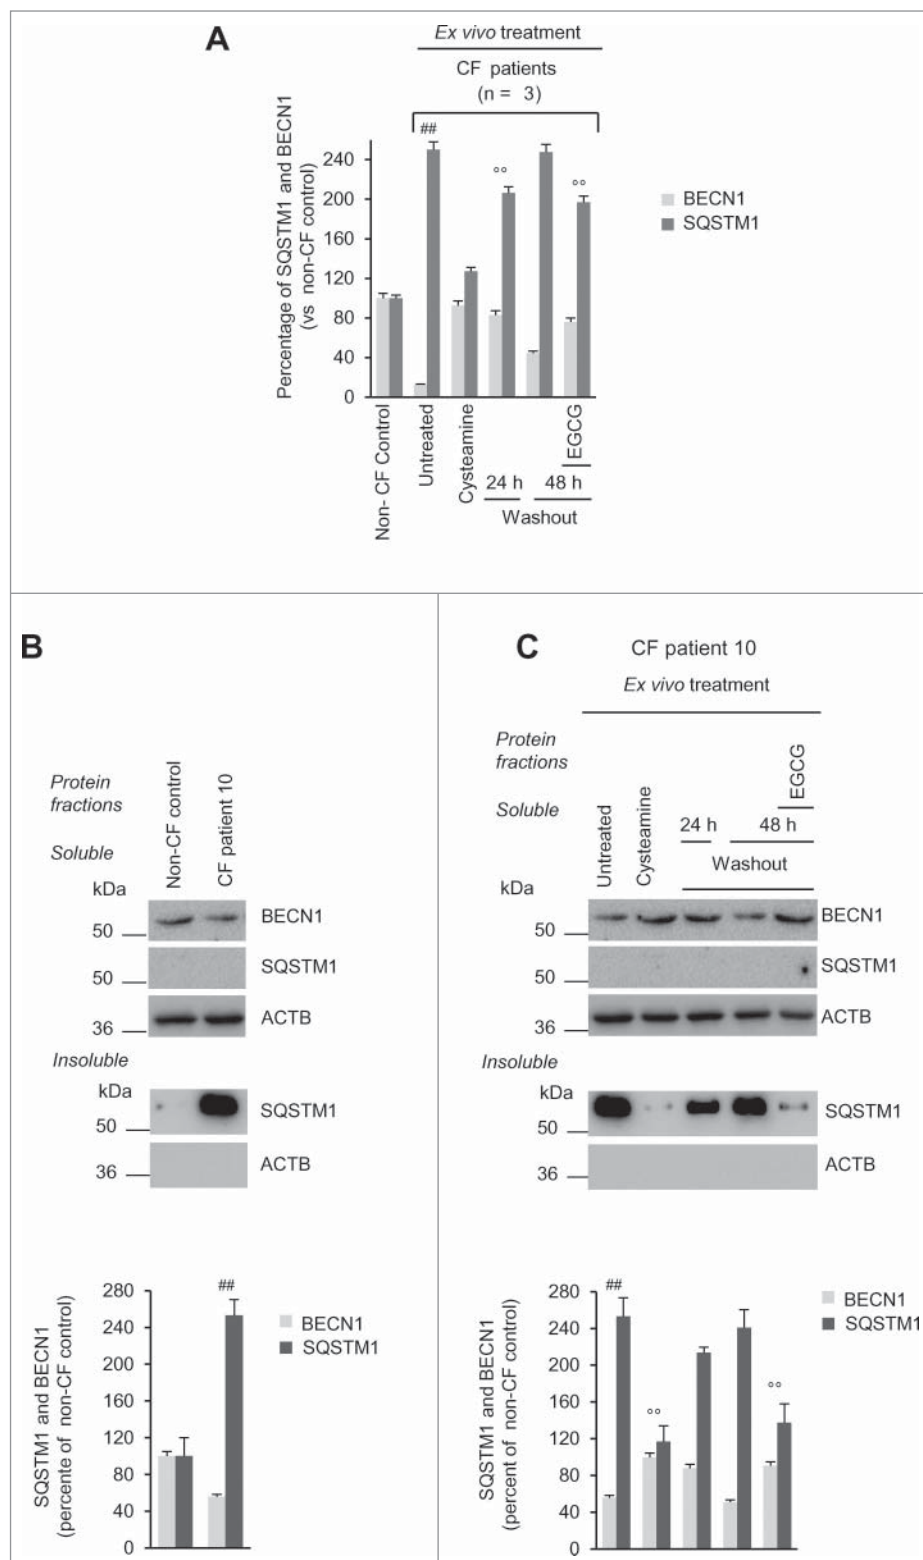 A
Ex vivo treatment
CF patients
(n = 3)
Percentage of SQSTM1 and BECN1
(vs non-CF control)
240
200
160
120
80
40
0
##
°°
°°
BECN1
SQSTM1
Non- CF Control
Untreated
Cysteamine
EGCG
24 h
48 h
Washout
B
Protein
fractions
Soluble
Non-CF control
CF patient 10
kDa
50
BECN1
50
SQSTM1
36
ACTB
Insoluble
kDa
50
SQSTM1
36
ACTB
SQSTM1 and BECN1
(percente of non-CF control)
280
240
200
160
120
80
40
0
##
BECN1
SQSTM1
C
CF patient 10
Ex vivo treatment
Protein
fractions
Soluble
Untreated
Cysteamine
EGCG
24 h
48 h
Washout
kDa
50
BECN1
50
SQSTM1
36
ACTB
Insoluble
kDa
50
SQSTM1
36
ACTB
SQSTM1 and BECN1
(percent of non-CF control)
280
240
200
160
120
80
40
0
##
°°
°°
BECN1
SQSTM1